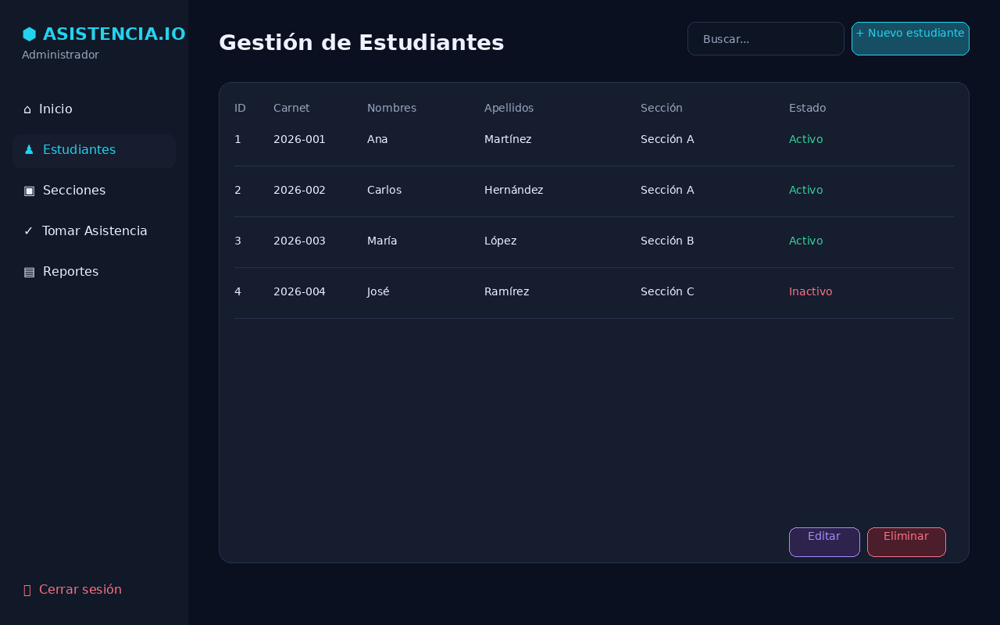 ⬢ ASISTENCIA.IO
Administrador
⌂ Inicio
♟ Estudiantes
▣ Secciones
✓ Tomar Asistencia
▤ Reportes
Cerrar sesión
Gestión de Estudiantes
Buscar...
+ Nuevo estudiante
ID Carnet Nombres Apellidos Sección Estado
1 2026-001 Ana Martínez Sección A Activo
2 2026-002 Carlos Hernández Sección A Activo
3 2026-003 María López Sección B Activo
4 2026-004 José Ramírez Sección C Inactivo
Editar Eliminar